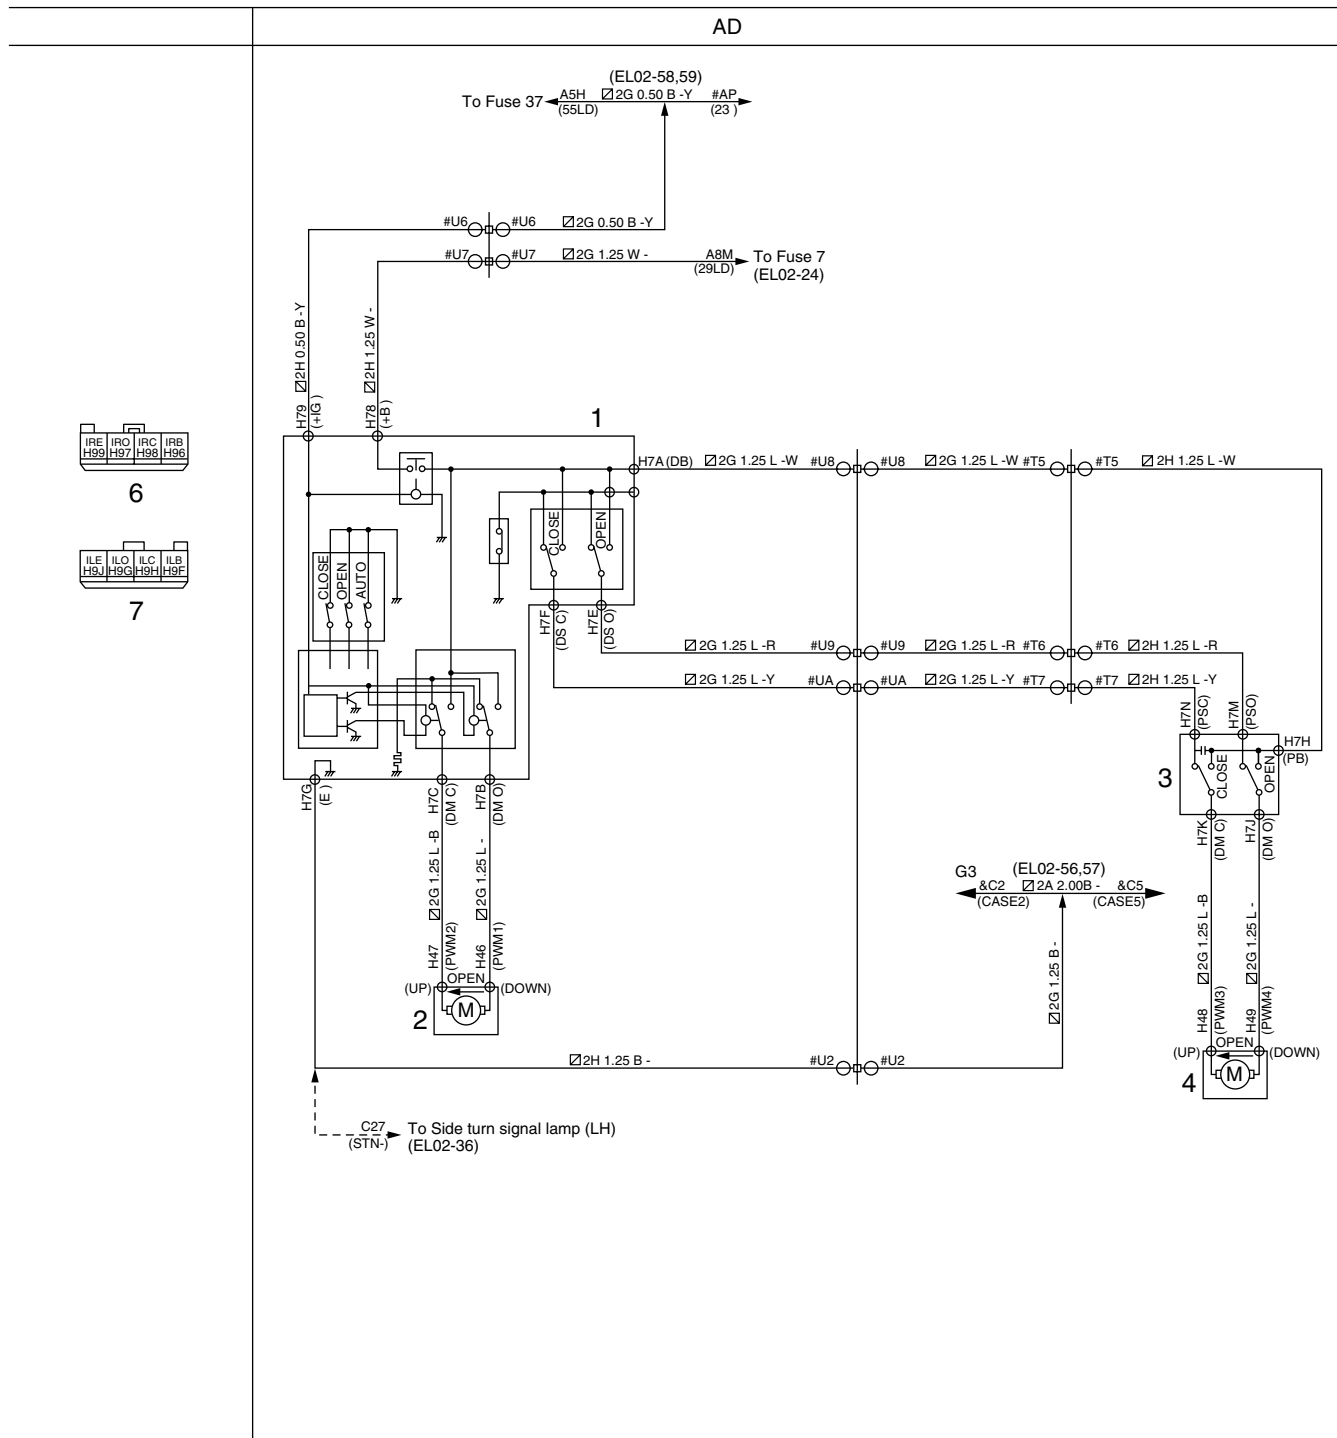 AD
(EL02-58,59)
To Fuse 37 A5H 2G 0.50 B -Y #AP
(55LD) (23 )
#U6 #U6 2G 0.50 B -Y
#U7 #U7 2G 1.25 W - A8M To Fuse 7
(29LD) (EL02-24)
H79 2H 0.50 B -Y
(+IG )
H78 2H 1.25 W -
(+B )
1
H7A (DB) 2G 1.25 L -W #U8 #U8 2G 1.25 L -W #T5 #T5 2H 1.25 L -W
IRE IRO IRC IRB
H99 H97 H98 H96
6
ILE ILO ILC ILB
H9J H9G H9H H9F
7
CLOSE
OPEN
CLOSE
OPEN
AUTO
H7F
(DS C)
H7E
(DS O)
2G 1.25 L -R #U9 #U9 2G 1.25 L -R #T6 #T6 2H 1.25 L -R
2G 1.25 L -Y #UA #UA 2G 1.25 L -Y #T7 #T7 2H 1.25 L -Y
H7N
(PSC)
H7M
(PSO)
H7H
(PB)
3
CLOSE
OPEN
H7G
(E )
H7C
(DM C)
H7B
(DM O)
H7K
(DM C)
H7J
(DM O)
2G 1.25 L -B
2G 1.25 L -
H47
(PWM2)
H46
(PWM1)
(UP) OPEN (DOWN)
2 M
G3 (EL02-56,57)
&C2 2A 2.00B - &C5
(CASE2) (CASE5)
2G 1.25 B -
2G 1.25 L -B
2G 1.25 L -
H48
(PWM3)
H49
(PWM4)
(UP) OPEN (DOWN)
4 M
2H 1.25 B - #U2 #U2
C27 To Side turn signal lamp (LH)
(STN-) (EL02-36)